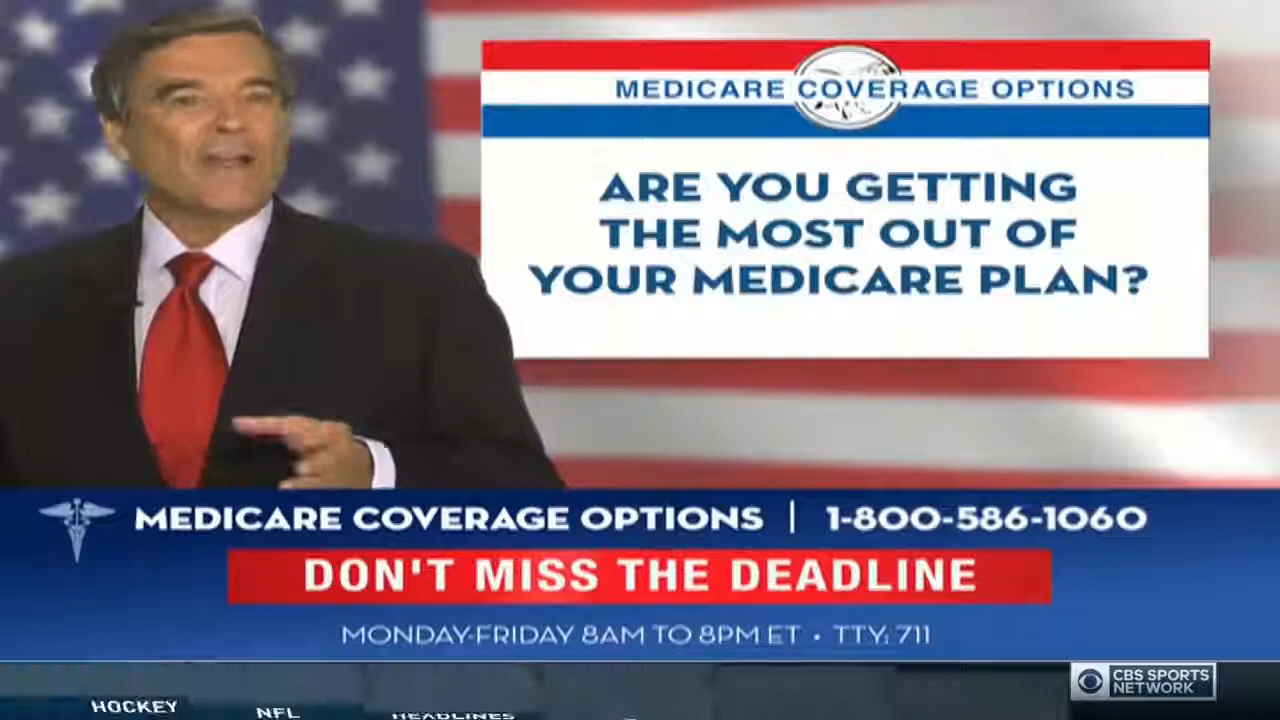 MEDICARE COVERAGE OPTIONS
ARE YOU GETTING
THE MOST OUT OF
YOUR MEDICARE PLAN?
MEDICARE COVERAGE OPTIONS | 1-800-586-1060
DON'T MISS THE DEADLINE
MONDAY-FRIDAY 8AM TO 8PM ET • TTY: 711
CBS SPORTS
NETWORK
HOCKEY NFL HEADLINES